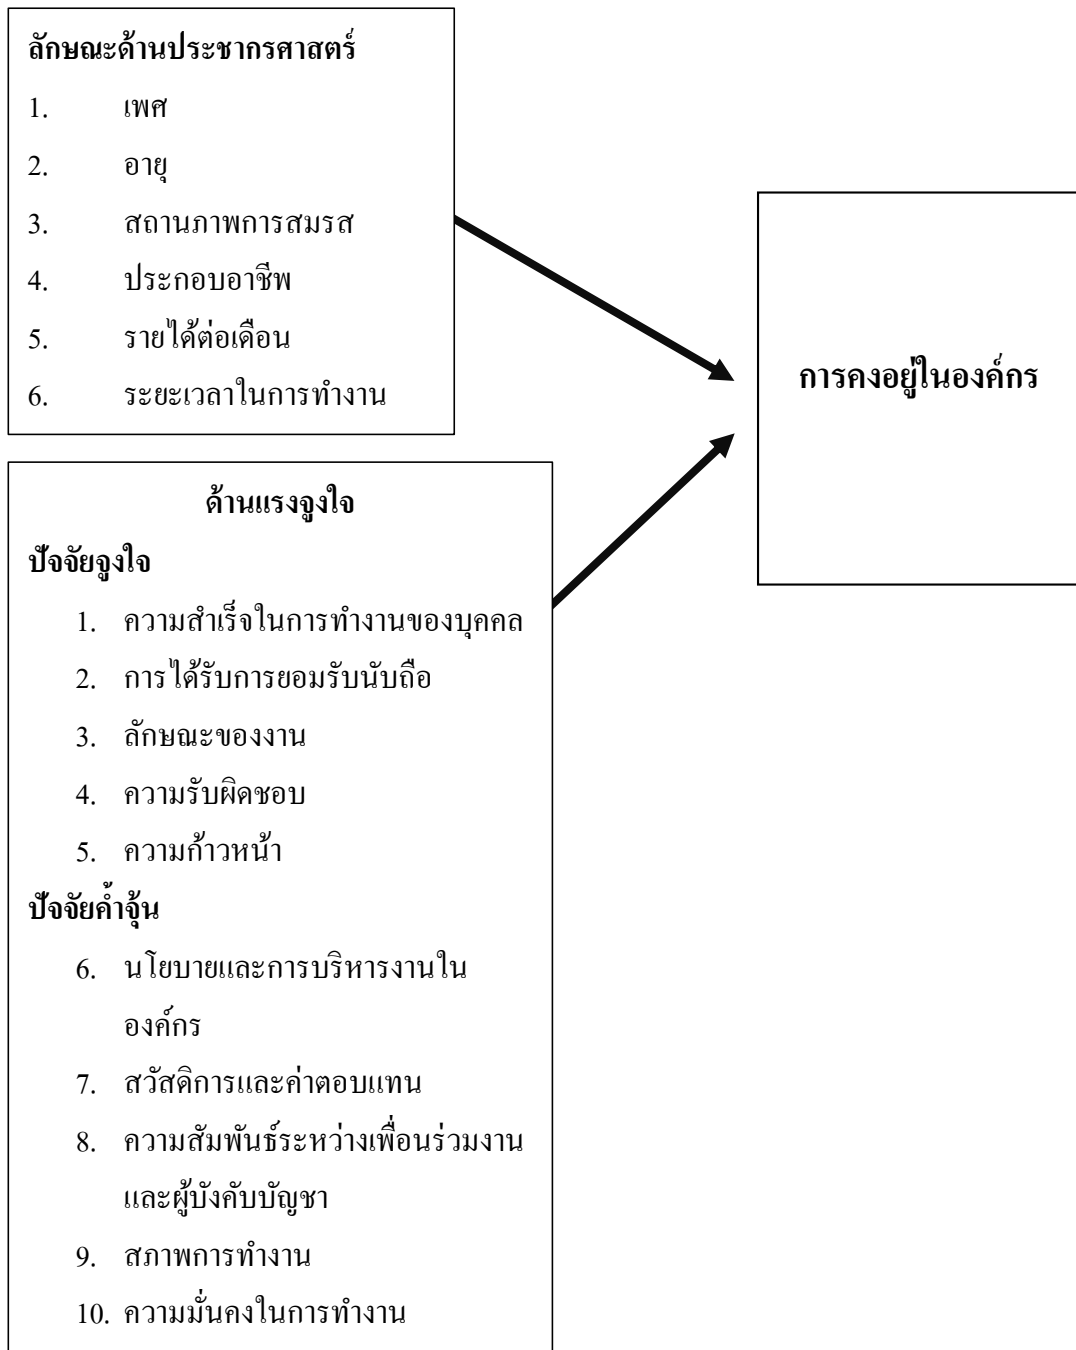 ลักษณะด้านประชากรศาสตร์
1. เพศ
2. อายุ
3. สถานภาพการสมรส
4. ประกอบอาชีพ
5. รายได้ต่อเดือน
6. ระยะเวลาในการทำงาน
การคงอยู่ในองค์กร
ด้านแรงจูงใจ
ปัจจัยจูงใจ
1. ความสำเร็จในการทำงานของบุคคล
2. การได้รับการยอมรับนับถือ
3. ลักษณะของงาน
4. ความรับผิดชอบ
5. ความก้าวหน้า
ปัจจัยค้ำจุ้น
6. นโยบายและการบริหารงานใน
องค์กร
7. สวัสดิการและค่าตอบแทน
8. ความสัมพันธ์ระหว่างเพื่อนร่วมงาน
และผู้บังคับบัญชา
9. สภาพการทำงาน
10. ความมั่นคงในการทำงาน